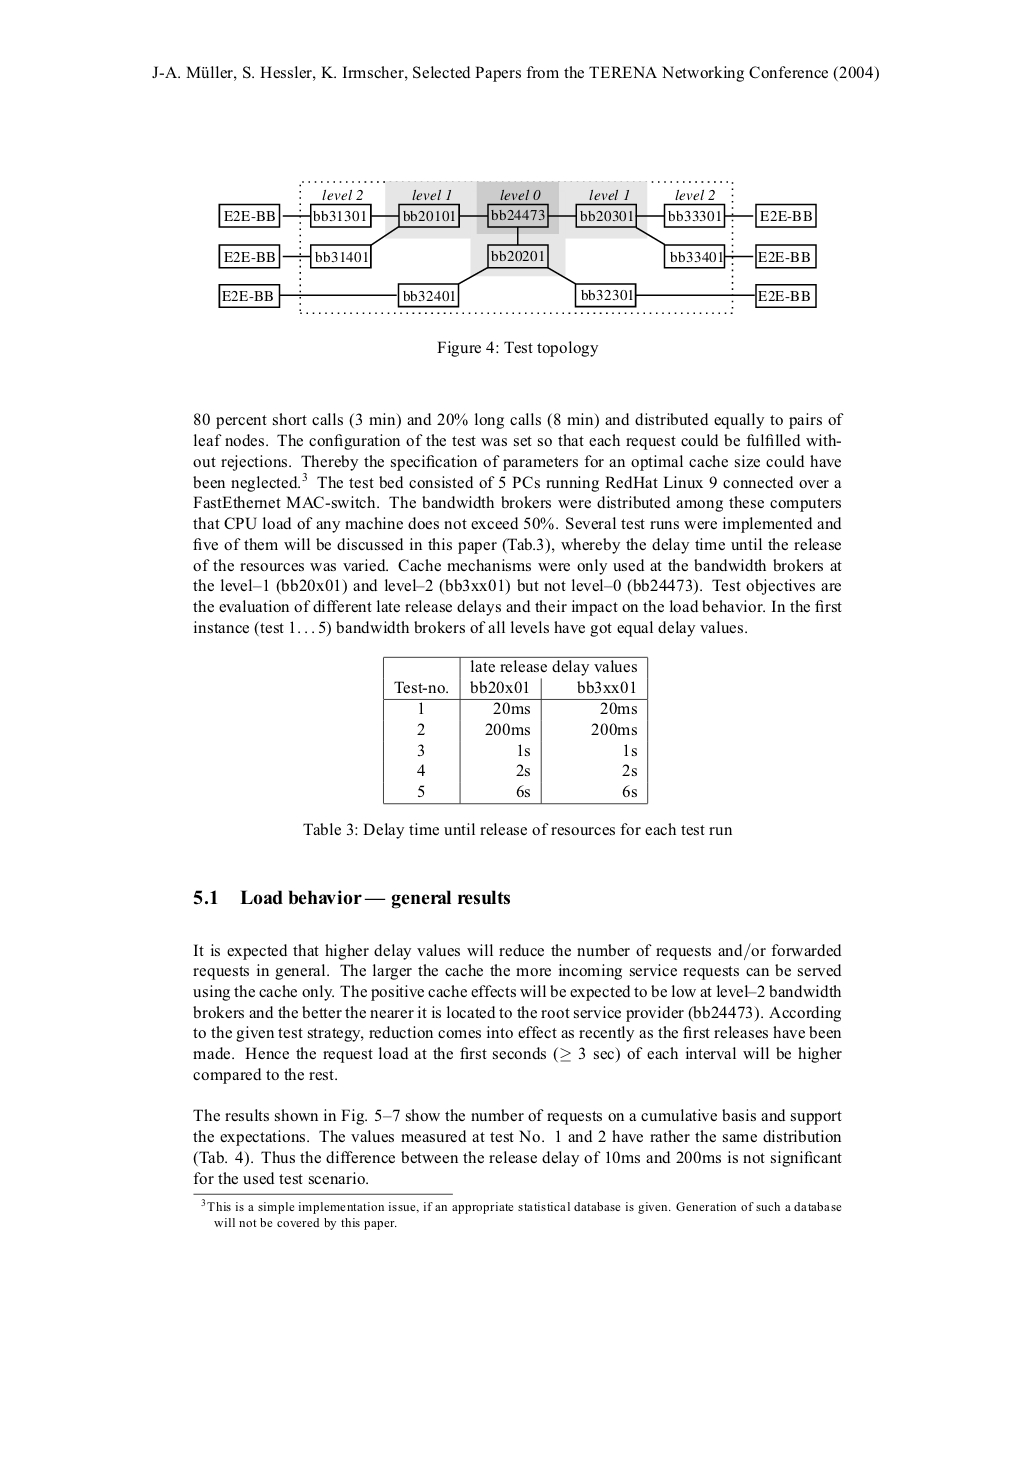 J-A. Müller, S. Hessler, K. Irmscher, Selected Papers from the TERENA Networking Conference (2004)
level 2 level 1 level 0 level 1 level 2
E2E-BB bb31301 bb20101 bb24473 bb20301 bb33301 E2E-BB
E2E-BB bb31401 bb20201 bb33401 E2E-BB
E2E-BB bb32401 bb32301 E2E-BB
Figure 4: Test topology
80 percent short calls (3 min) and 20% long calls (8 min) and distributed equally to pairs of
leaf nodes. The configuration of the test was set so that each request could be fulfilled with-
out rejections. Thereby the specification of parameters for an optimal cache size could have
been neglected.3 The test bed consisted of 5 PCs running RedHat Linux 9 connected over a
FastEthernet MAC-switch. The bandwidth brokers were distributed among these computers
that CPU load of any machine does not exceed 50%. Several test runs were implemented and
five of them will be discussed in this paper (Tab.3), whereby the delay time until the release
of the resources was varied. Cache mechanisms were only used at the bandwidth brokers at
the level–1 (bb20x01) and level–2 (bb3xx01) but not level–0 (bb24473). Test objectives are
the evaluation of different late release delays and their impact on the load behavior. In the first
instance (test 1...5) bandwidth brokers of all levels have got equal delay values.
late release delay values
Test-no. bb20x01 bb3xx01
1 20ms 20ms
2 200ms 200ms
3 1s 1s
4 2s 2s
5 6s 6s
Table 3: Delay time until release of resources for each test run
5.1 Load behavior — general results
It is expected that higher delay values will reduce the number of requests and/or forwarded
requests in general. The larger the cache the more incoming service requests can be served
using the cache only. The positive cache effects will be expected to be low at level–2 bandwidth
brokers and the better the nearer it is located to the root service provider (bb24473). According
to the given test strategy, reduction comes into effect as recently as the first releases have been
made. Hence the request load at the first seconds (≥ 3 sec) of each interval will be higher
compared to the rest.
The results shown in Fig. 5–7 show the number of requests on a cumulative basis and support
the expectations. The values measured at test No. 1 and 2 have rather the same distribution
(Tab. 4). Thus the difference between the release delay of 10ms and 200ms is not significant
for the used test scenario.
3This is a simple implementation issue, if an appropriate statistical database is given. Generation of such a database
will not be covered by this paper.